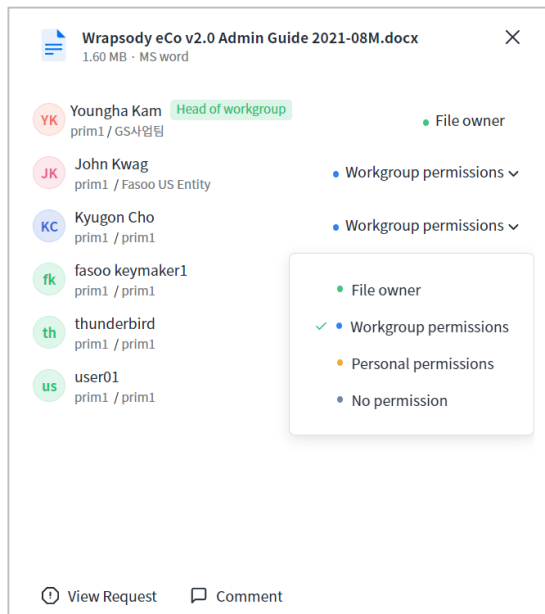 Wrapsody eCo v2.0 Admin Guide 2021-08M.docx
1.60 MB · MS word
YK Youngha Kam Head of workgroup File owner
prim1 / GS사업팀
JK John Kwag Workgroup permissions
prim1 / Fasoo US Entity
KC Kyugon Cho Workgroup permissions
prim1 / prim1
fk fasoo keymaker1
prim1 / prim1
th thunderbird
prim1 / prim1
us user01
prim1 / prim1
File owner
Workgroup permissions
Personal permissions
No permission
View Request Comment